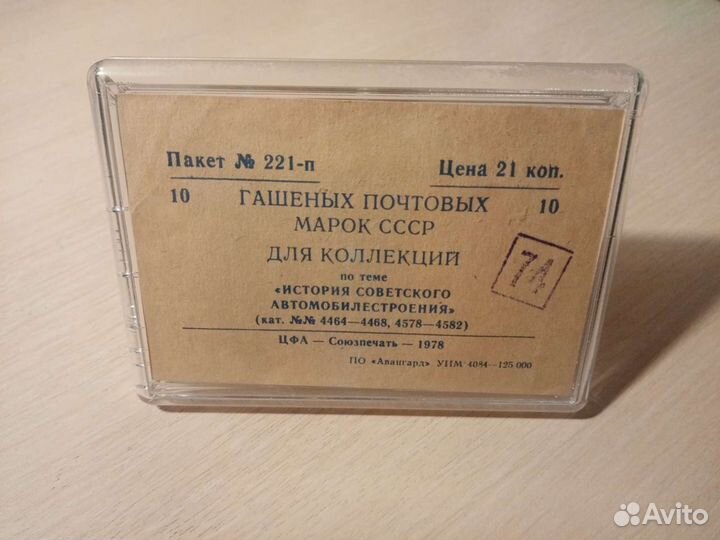 Пакет № 221-п Цена 21 коп.
10 ГАШЕНЫХ ПОЧТОВЫХ 10
МАРОК СССР
ДЛЯ КОЛЛЕКЦИЙ
по теме
«ИСТОРИЯ СОВЕТСКОГО
АВТОМОБИЛЕСТРОЕНИЯ»
(кат. №№ 4464—4468, 4578—4582)
ЦФА — Союзпечать — 1978
ПО «Авангард» УПМ 4084—125 000
74
Avito